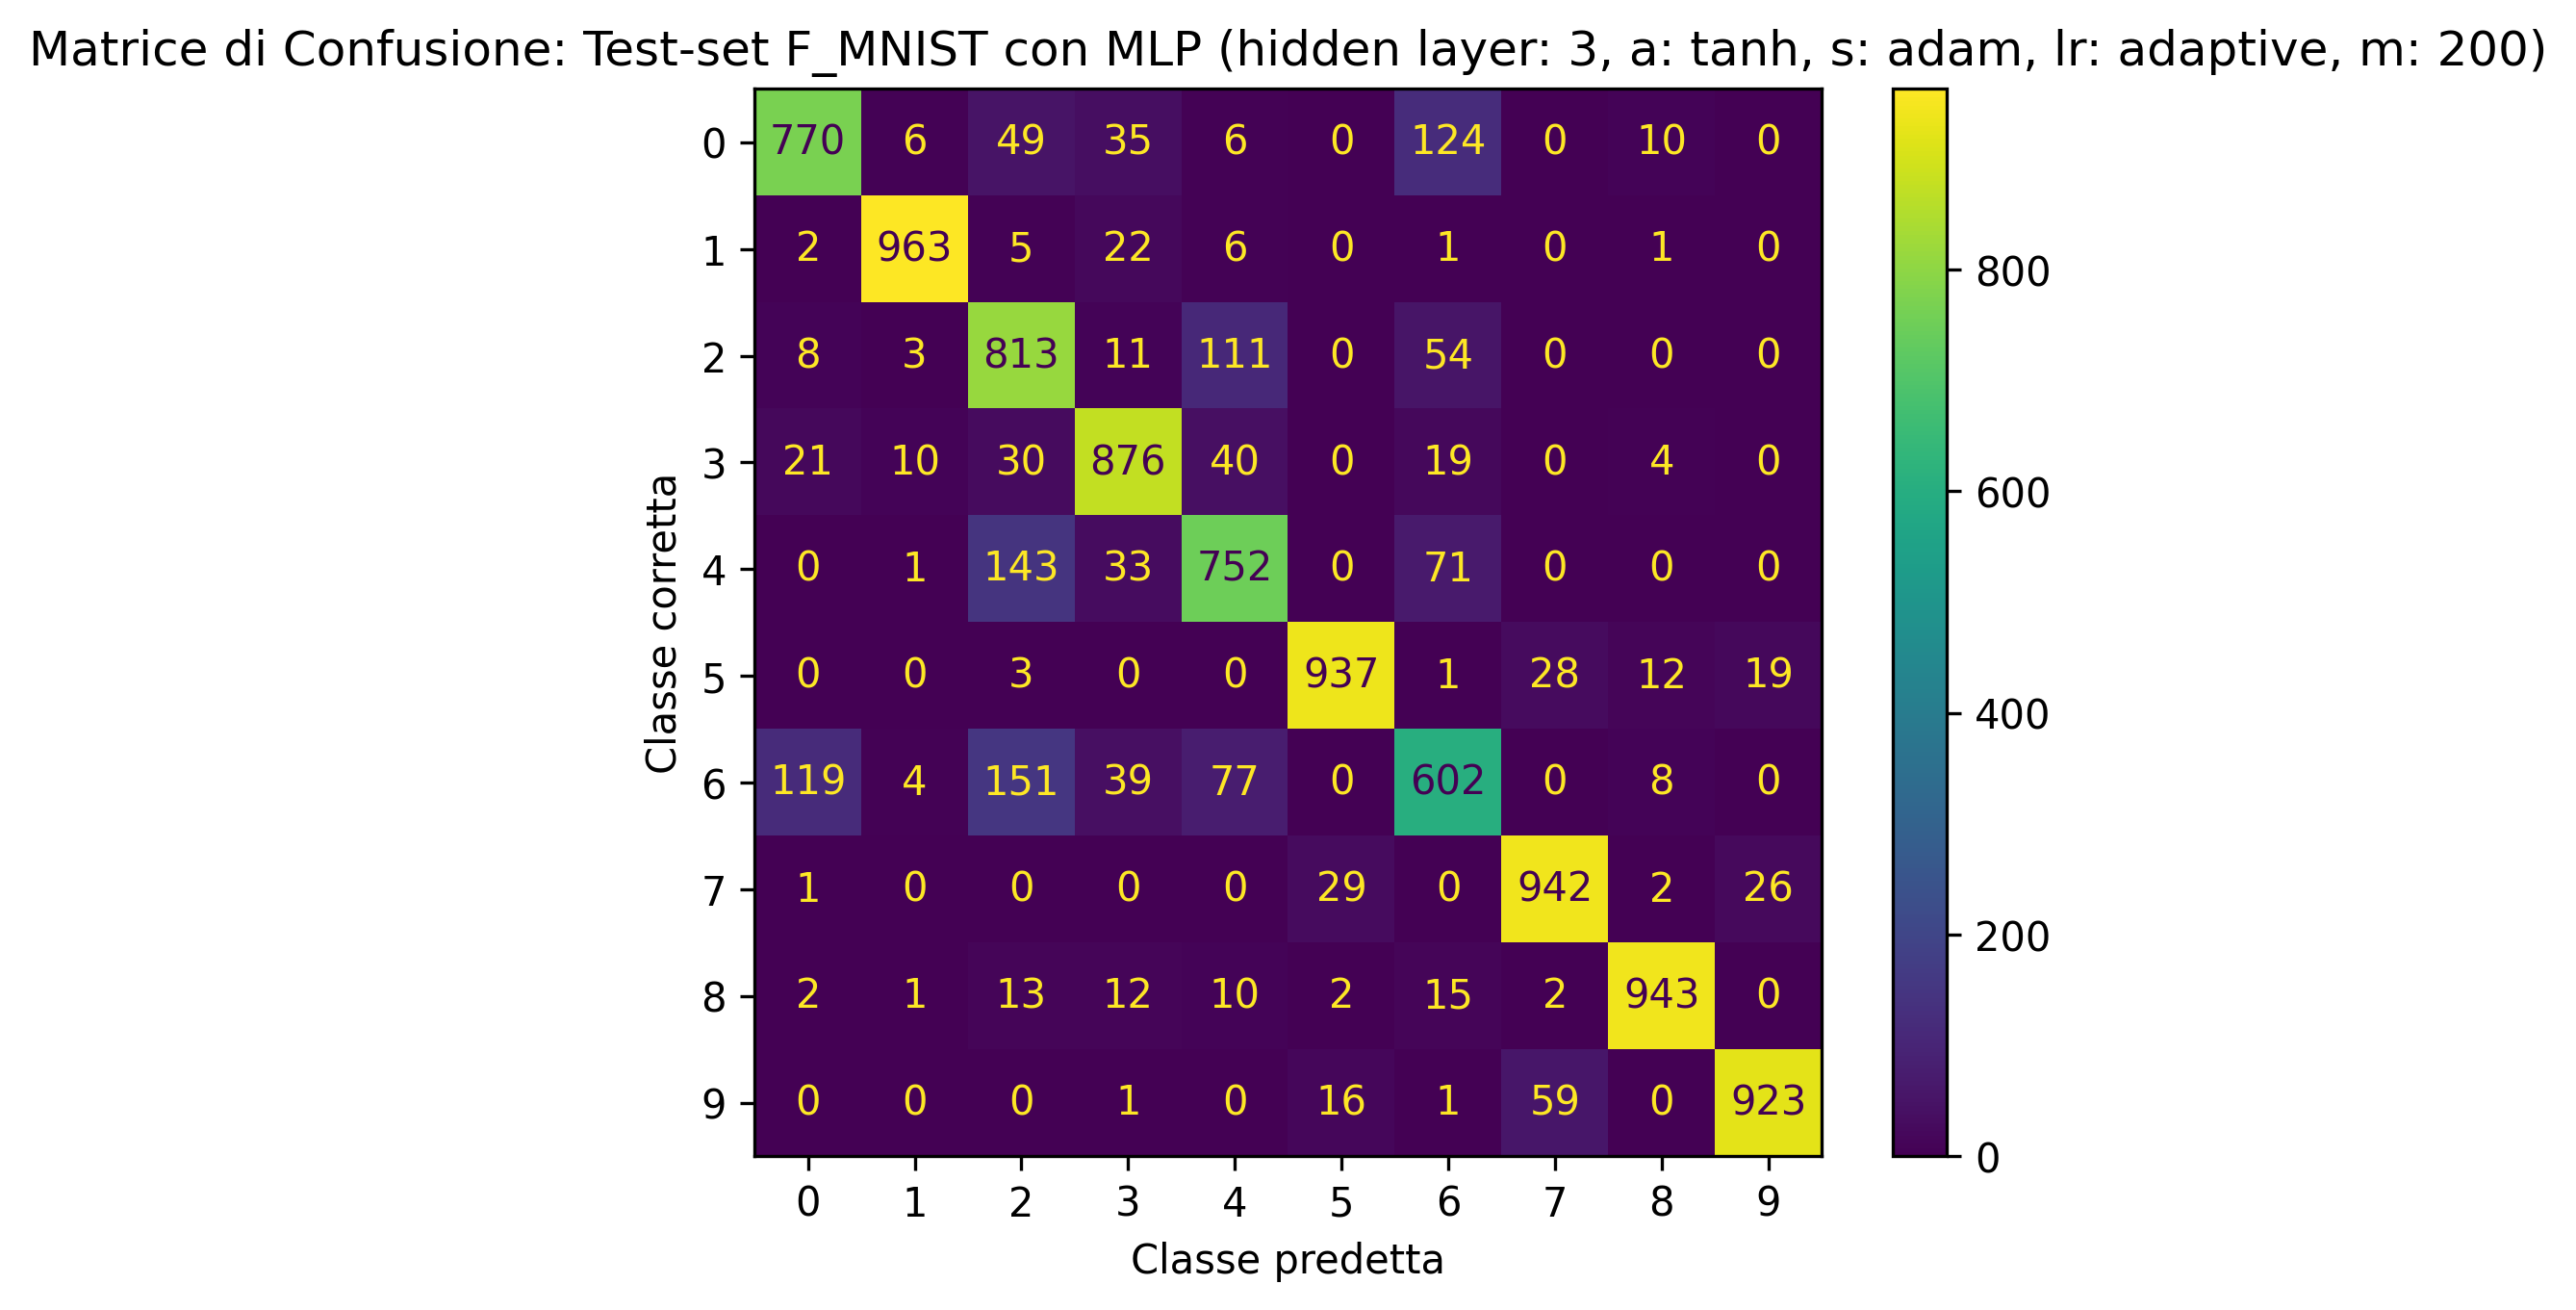 Matrice di Confusione: Test-set F_MNIST con MLP (hidden layer: 3, a: tanh, s: adam, lr: adaptive, m: 200)
0 770 6 49 35 6 0 124 0 10 0
1 2 963 5 22 6 0 1 0 1 0
2 8 3 813 11 111 0 54 0 0 0
3 21 10 30 876 40 0 19 0 4 0
4 0 1 143 33 752 0 71 0 0 0
5 0 0 3 0 0 937 1 28 12 19
6 119 4 151 39 77 0 602 0 8 0
7 1 0 0 0 0 29 0 942 2 26
8 2 1 13 12 10 2 15 2 943 0
9 0 0 0 1 0 16 1 59 0 923
0 1 2 3 4 5 6 7 8 9
Classe predetta
Classe corretta
800
600
400
200
0